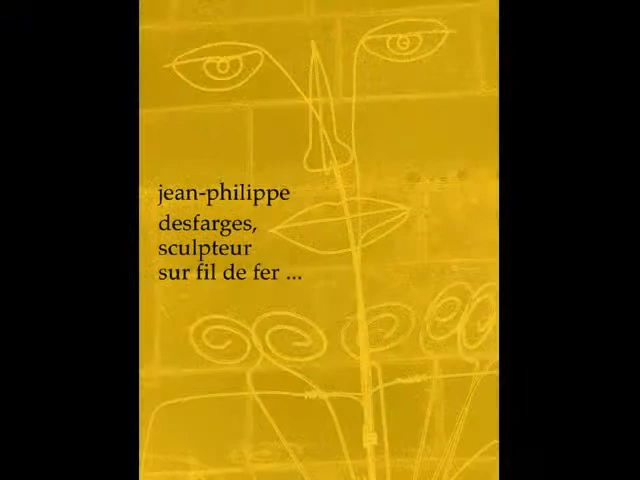 jean-philippe
desfarges,
sculpteur
sur fil de fer ...